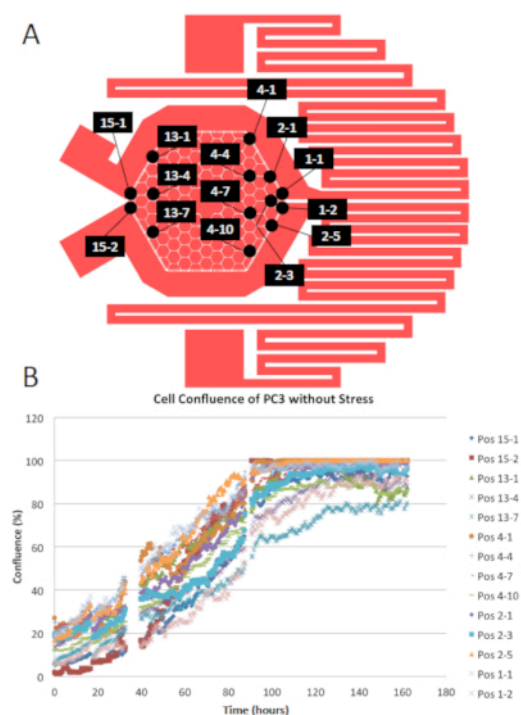 A
4-1
15-1
2-1
13-1
4-4
1-1
13-4
4-7
13-7
1-2
4-10
2-5
15-2
2-3
B
Cell Confluence of PC3 without Stress
120
100
80
60
40
20
0
Confluence (%)
0 20 40 60 80 100 120 140 160 180
Time (hours)
Pos 15-1
Pos 15-2
Pos 13-1
Pos 13-4
Pos 13-7
Pos 4-1
Pos 4-4
Pos 4-7
Pos 4-10
Pos 2-1
Pos 2-3
Pos 2-5
Pos 1-1
Pos 1-2